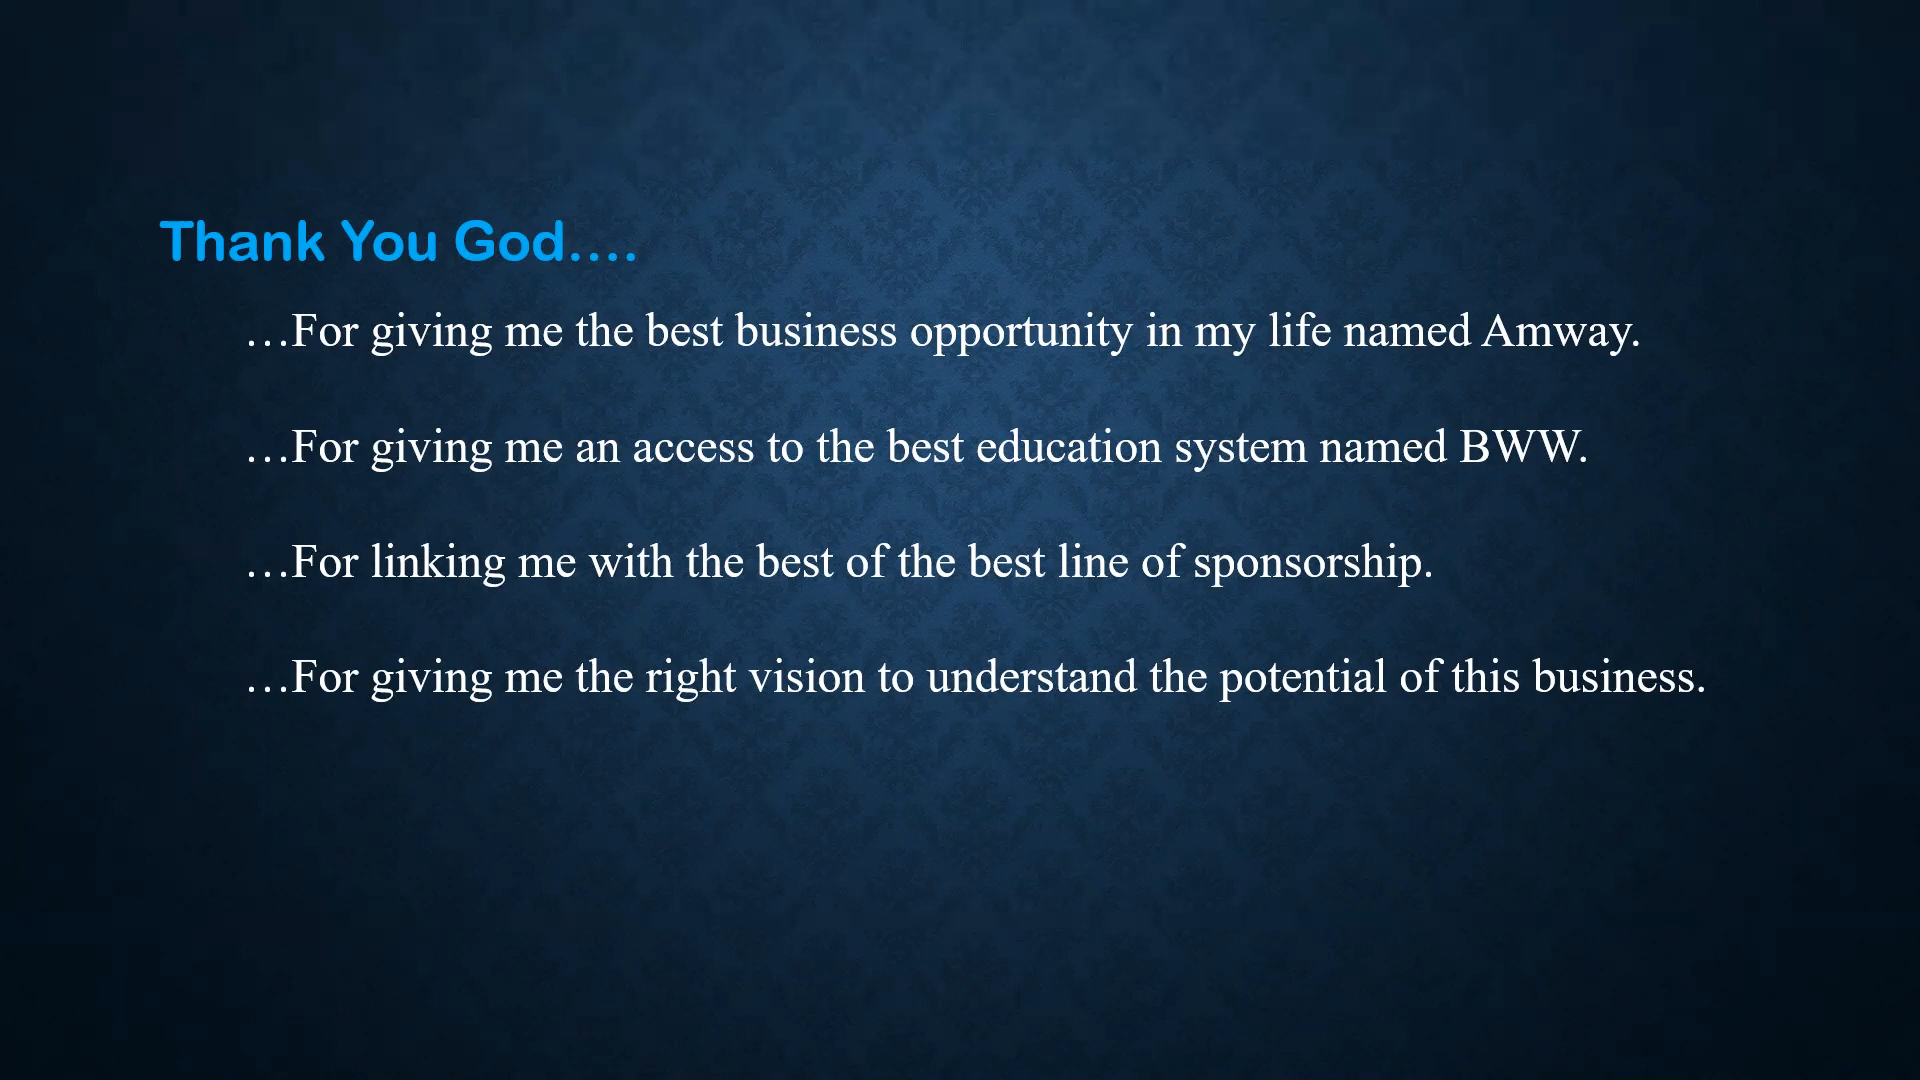 Thank You God....
...For giving me the best business opportunity in my life named Amway.
...For giving me an access to the best education system named BWW.
...For linking me with the best of the best line of sponsorship.
...For giving me the right vision to understand the potential of this business.